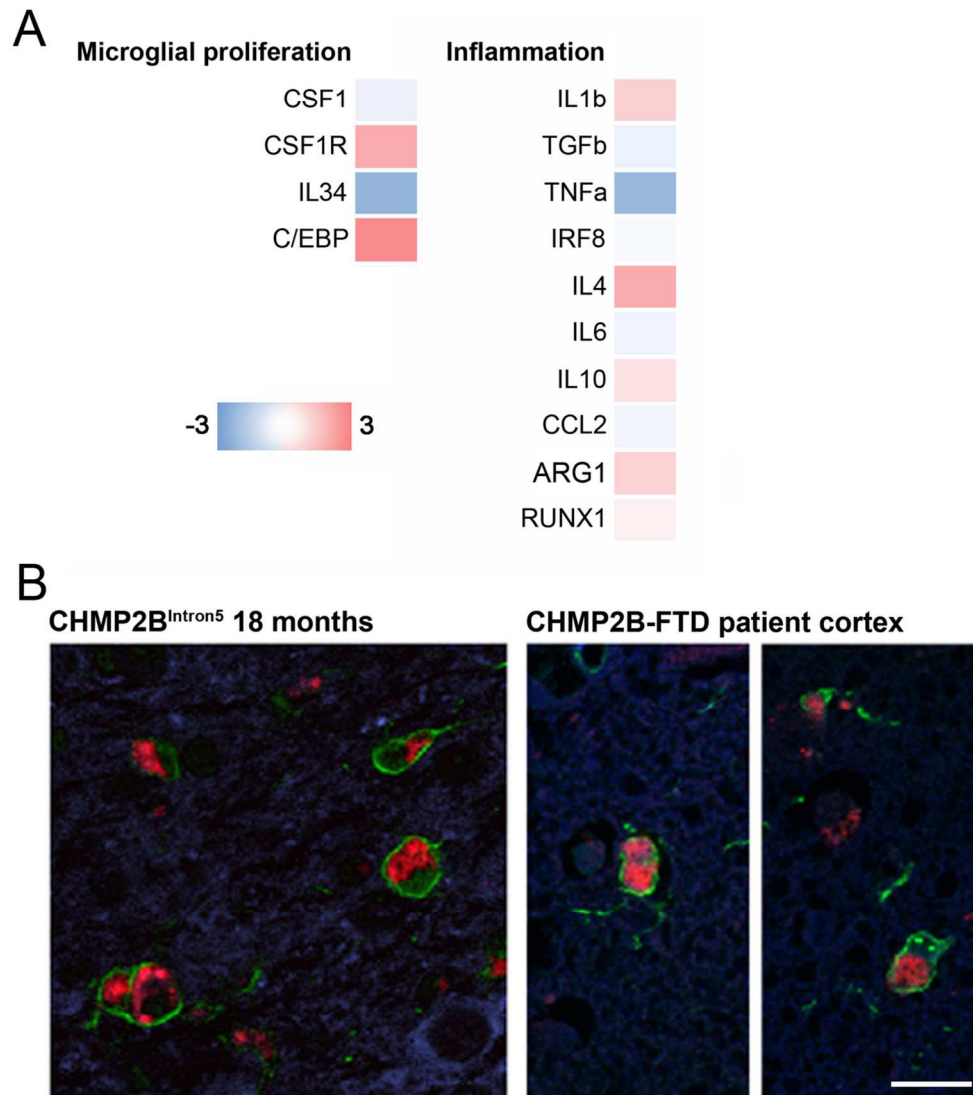 A
Microglial proliferation
CSF1
CSF1R
IL34
C/EBP
-3
3
Inflammation
IL1b
TGFb
TNFa
IRF8
IL4
IL6
IL10
CCL2
ARG1
RUNX1
B
CHMP2BIntron5 18 months
CHMP2B-FTD patient cortex